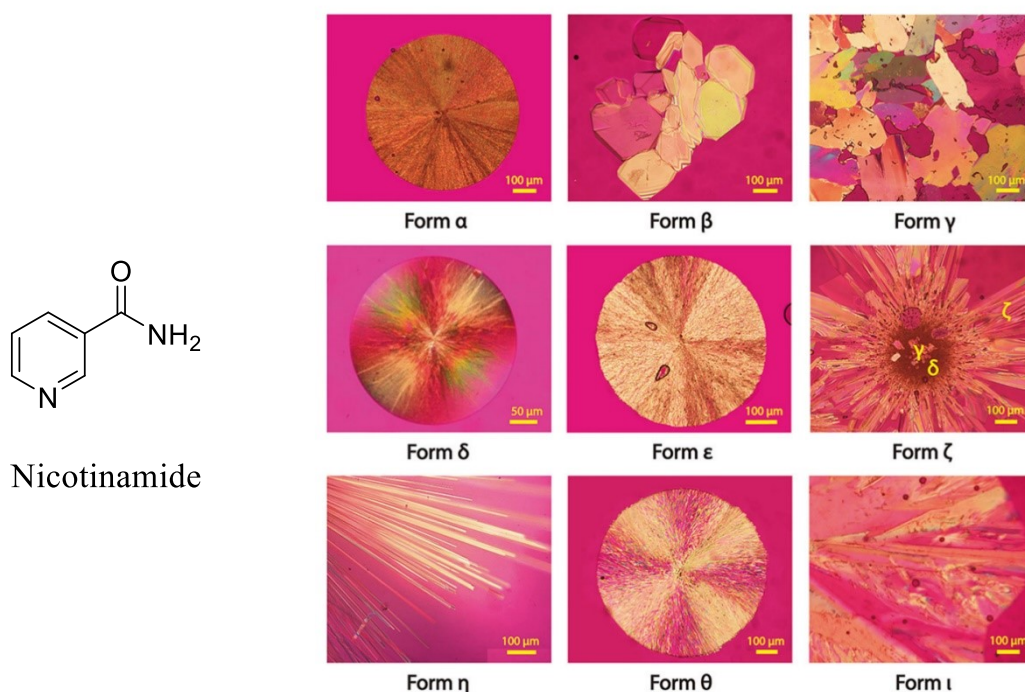 O
NH2
N
Nicotinamide
100 µm
100 µm
100 µm
Form α
Form β
Form γ
50 µm
100 µm
ζ
γ
δ
100 µm
Form δ
Form ε
Form ζ
100 µm
100 µm
100 µm
Form η
Form θ
Form ι